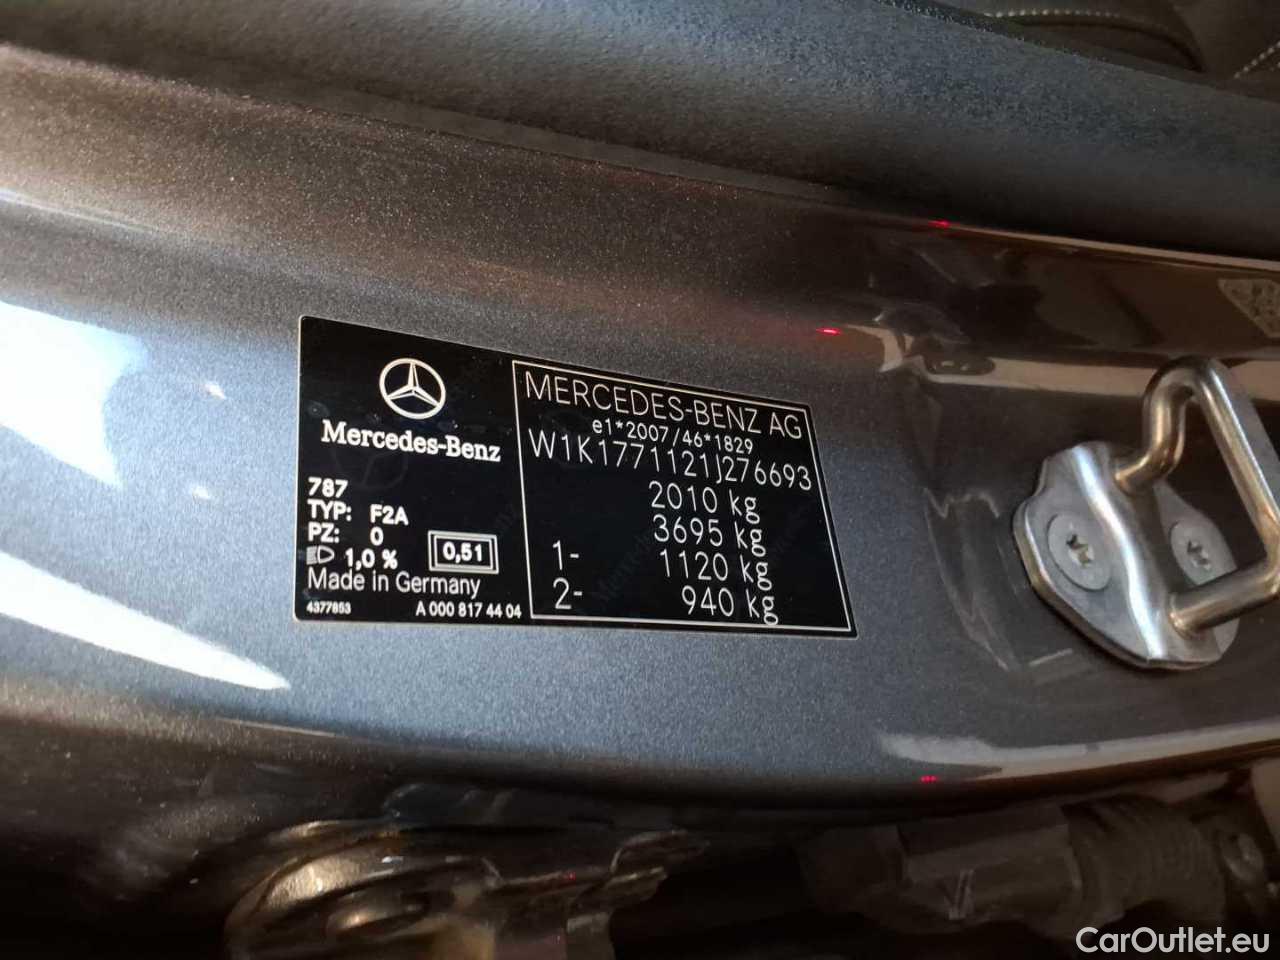 Mercedes-Benz
787
TYP: F2A
PZ: 0
1,0 %
0,51
Made in Germany
4377853 A 000 817 44 04
MERCEDES-BENZ AG
e1*2007/46*1829
W1K1771121J276693
2010 kg
3695 kg
1- 1120 kg
2- 940 kg
CarOutlet.eu